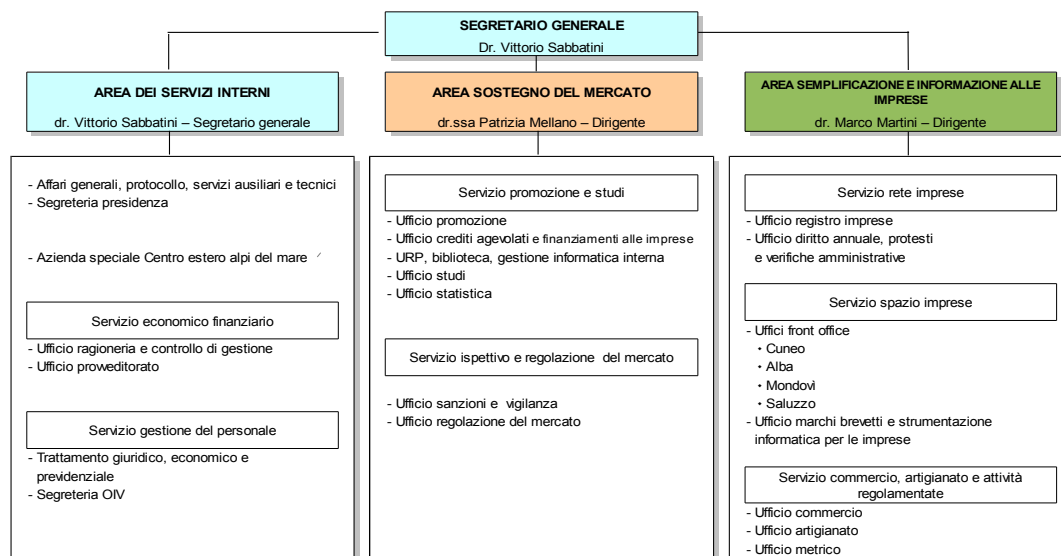 SEGRETARIO GENERALE
Dr. Vittorio Sabbatini
AREA DEI SERVIZI INTERNI
dr. Vittorio Sabbatini – Segretario generale
- Affari generali, protocollo, servizi ausiliari e tecnici
- Segreteria presidenza
- Azienda speciale Centro estero alpi del mare
Servizio economico finanziario
- Ufficio ragioneria e controllo di gestione
- Ufficio provveditorato
Servizio gestione del personale
- Trattamento giuridico, economico e
previdenziale
- Segreteria OIV
AREA SOSTEGNO DEL MERCATO
dr.ssa Patrizia Mellano – Dirigente
Servizio promozione e studi
- Ufficio promozione
- Ufficio crediti agevolati e finanziamenti alle imprese
- URP, biblioteca, gestione informatica interna
- Ufficio studi
- Ufficio statistica
Servizio ispettivo e regolazione del mercato
- Ufficio sanzioni e vigilanza
- Ufficio regolazione del mercato
AREA SEMPLIFICAZIONE E INFORMAZIONE ALLE
IMPRESE
dr. Marco Martini – Dirigente
Servizio rete imprese
- Ufficio registro imprese
- Ufficio diritto annuale, protesti
e verifiche amministrative
Servizio spazio imprese
- Uffici front office
• Cuneo
• Alba
• Mondovì
• Saluzzo
- Ufficio marchi brevetti e strumentazione
informatica per le imprese
Servizio commercio, artigianato e attività
regolamentate
- Ufficio commercio
- Ufficio artigianato
- Ufficio metrico